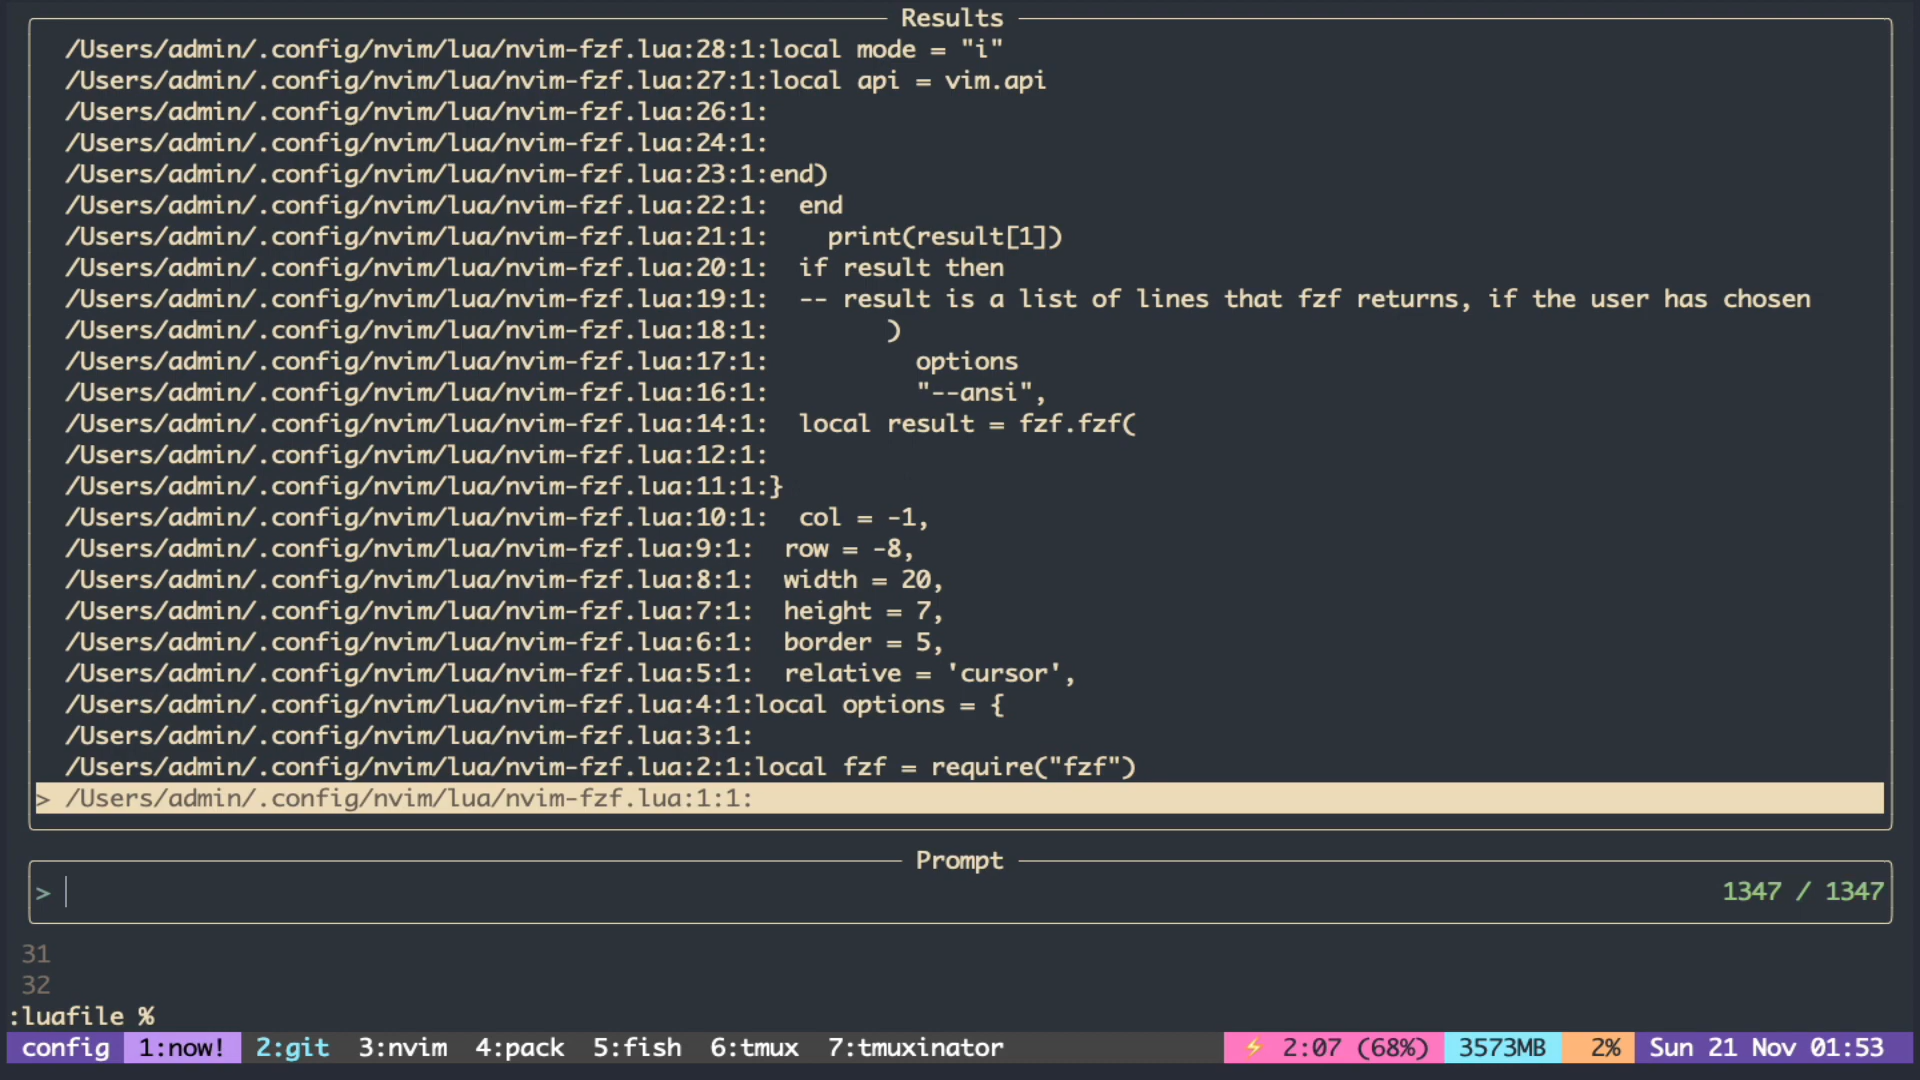 Results
/Users/admin/.config/nvim/lua/nvim-fzf.lua:28:1:local mode = "i"
/Users/admin/.config/nvim/lua/nvim-fzf.lua:27:1:local api = vim.api
/Users/admin/.config/nvim/lua/nvim-fzf.lua:26:1:
/Users/admin/.config/nvim/lua/nvim-fzf.lua:24:1:
/Users/admin/.config/nvim/lua/nvim-fzf.lua:23:1:end)
/Users/admin/.config/nvim/lua/nvim-fzf.lua:22:1:  end
/Users/admin/.config/nvim/lua/nvim-fzf.lua:21:1:    print(result[1])
/Users/admin/.config/nvim/lua/nvim-fzf.lua:20:1:  if result then
/Users/admin/.config/nvim/lua/nvim-fzf.lua:19:1:  -- result is a list of lines that fzf returns, if the user has chosen
/Users/admin/.config/nvim/lua/nvim-fzf.lua:18:1:        )
/Users/admin/.config/nvim/lua/nvim-fzf.lua:17:1:          options
/Users/admin/.config/nvim/lua/nvim-fzf.lua:16:1:          "--ansi",
/Users/admin/.config/nvim/lua/nvim-fzf.lua:14:1:  local result = fzf.fzf(
/Users/admin/.config/nvim/lua/nvim-fzf.lua:12:1:
/Users/admin/.config/nvim/lua/nvim-fzf.lua:11:1:}
/Users/admin/.config/nvim/lua/nvim-fzf.lua:10:1:  col = -1,
/Users/admin/.config/nvim/lua/nvim-fzf.lua:9:1:  row = -8,
/Users/admin/.config/nvim/lua/nvim-fzf.lua:8:1:  width = 20,
/Users/admin/.config/nvim/lua/nvim-fzf.lua:7:1:  height = 7,
/Users/admin/.config/nvim/lua/nvim-fzf.lua:6:1:  border = 5,
/Users/admin/.config/nvim/lua/nvim-fzf.lua:5:1:  relative = 'cursor',
/Users/admin/.config/nvim/lua/nvim-fzf.lua:4:1:local options = {
/Users/admin/.config/nvim/lua/nvim-fzf.lua:3:1:
/Users/admin/.config/nvim/lua/nvim-fzf.lua:2:1:local fzf = require("fzf")
> /Users/admin/.config/nvim/lua/nvim-fzf.lua:1:1:
Prompt
> 1347 / 1347
31
32
:luafile %
config 1:now! 2:git 3:nvim 4:pack 5:fish 6:tmux 7:tmuxinator ⚡ 2:07 (68%) 3573MB 2% Sun 21 Nov 01:53